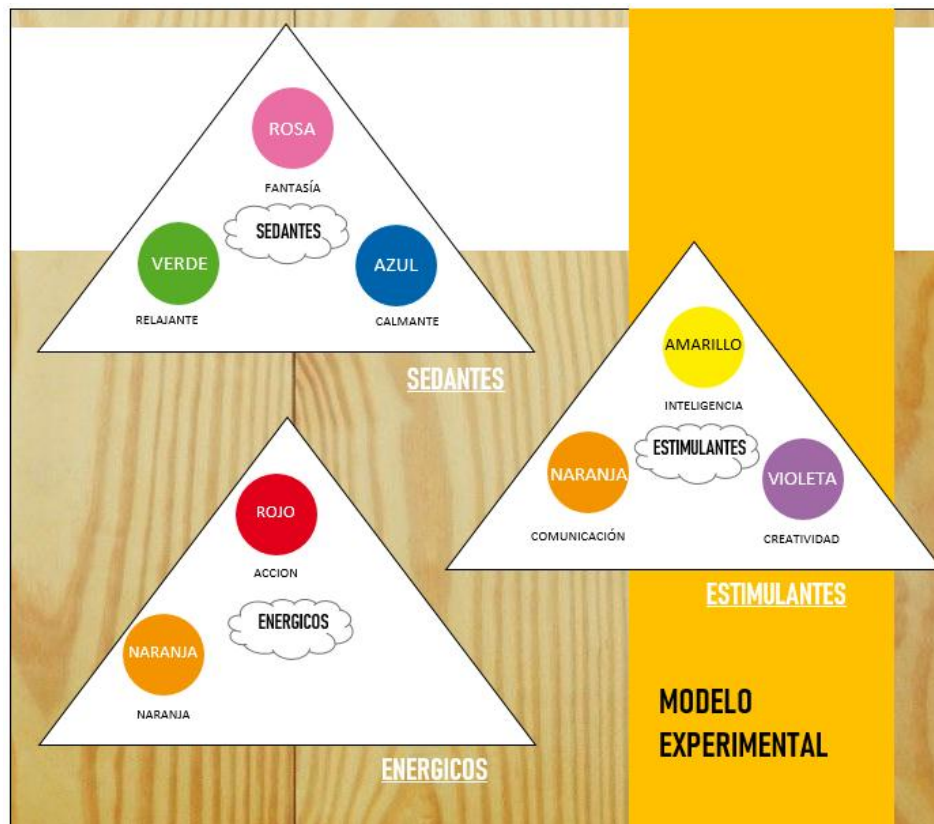 ROSA
FANTASÍA
SEDANTES
VERDE
AZUL
RELAJANTE
CALMANTE
SEDANTES
AMARILLO
INTELIGENCIA
ESTIMULANTES
NARANJA
VIOLETA
COMUNICACIÓN
CREATIVIDAD
ESTIMULANTES
ROJO
ACCION
ENERGICOS
NARANJA
NARANJA
ENERGICOS
MODELO
EXPERIMENTAL